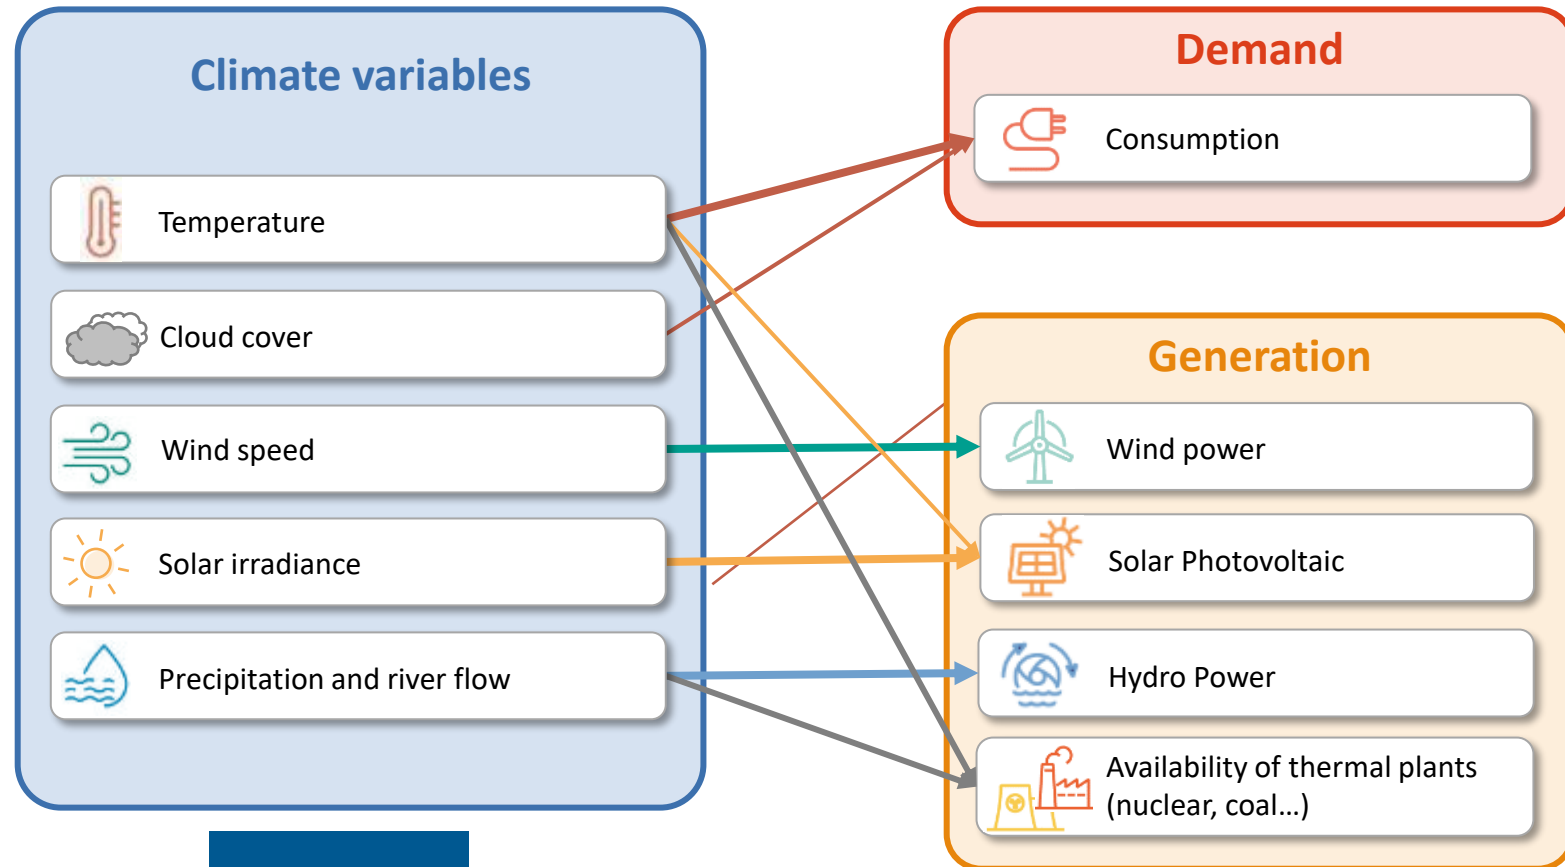 Climate variables
Temperature
Cloud cover
Wind speed
Solar irradiance
Precipitation and river flow
Demand
Consumption
Generation
Wind power
Solar Photovoltaic
Hydro Power
Availability of thermal plants
(nuclear, coal...)